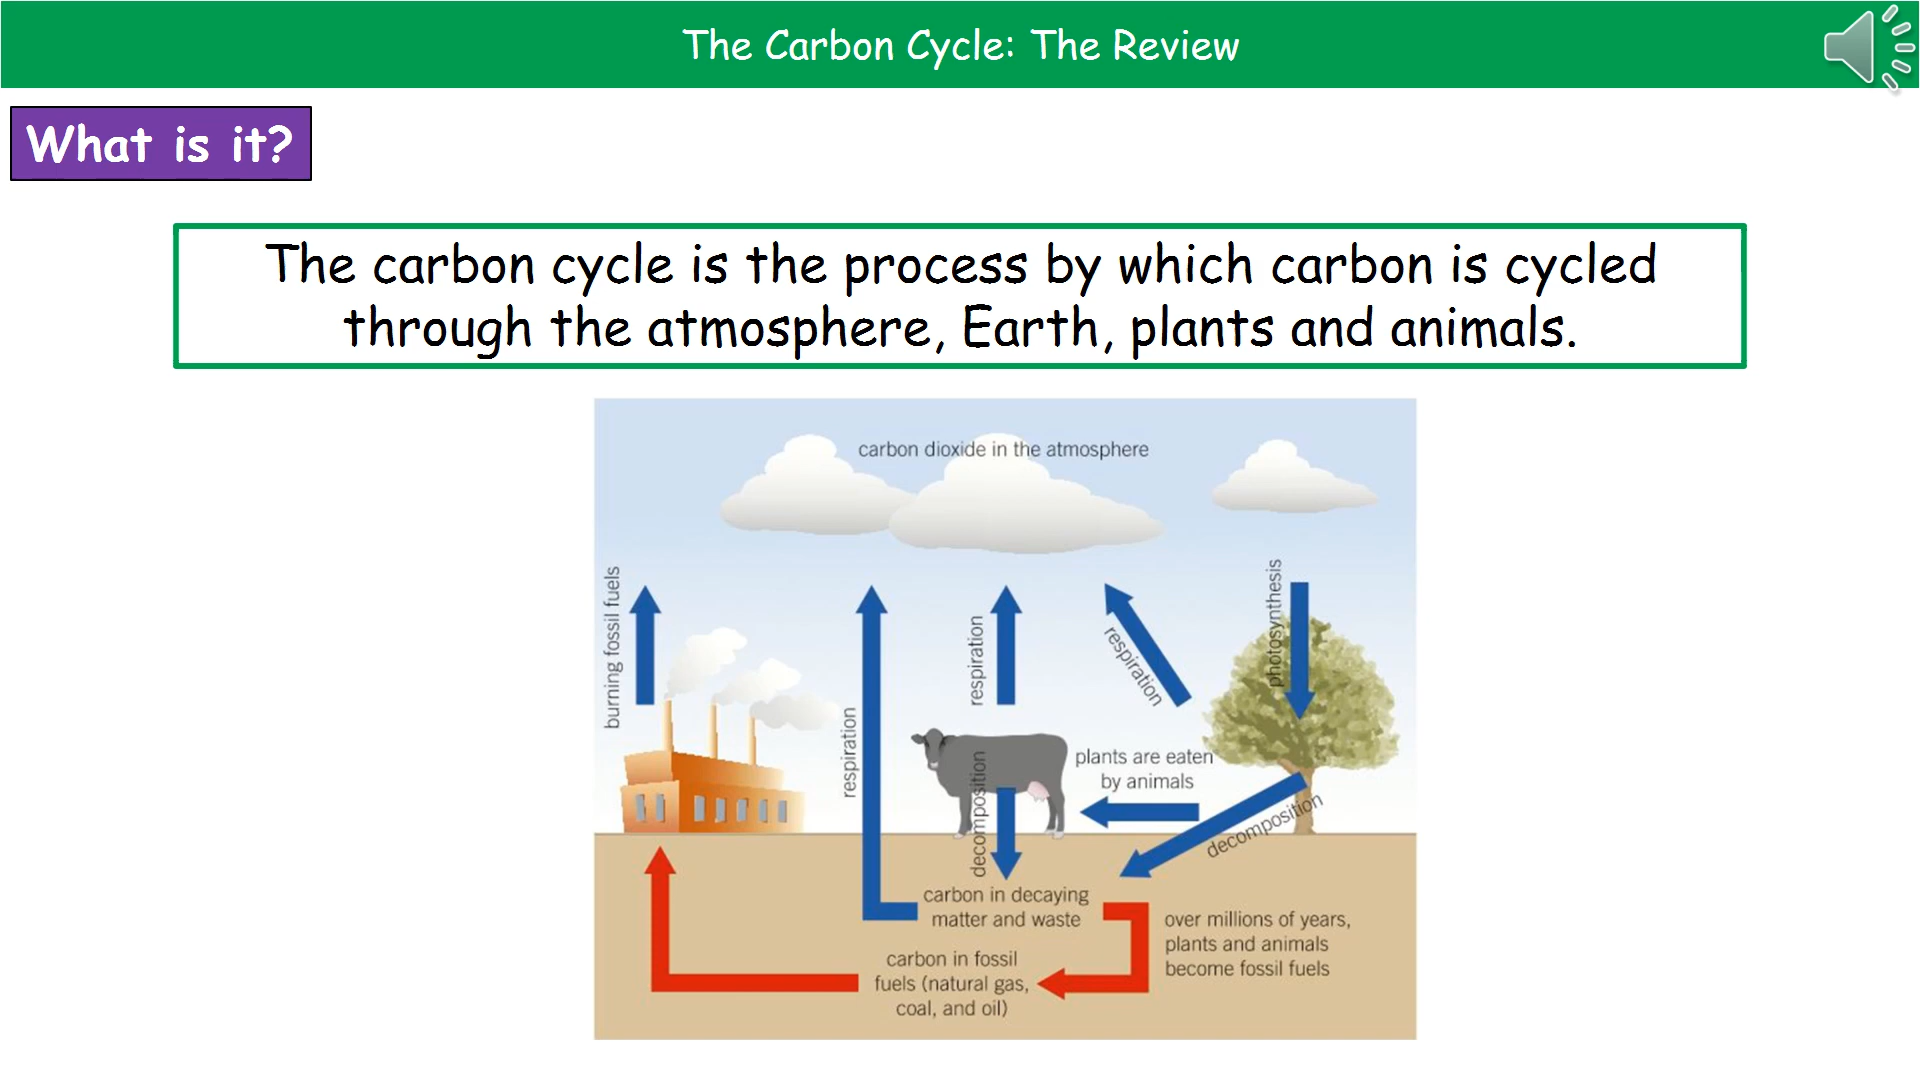 The Carbon Cycle: The Review
What is it?
The carbon cycle is the process by which carbon is cycled
through the atmosphere, Earth, plants and animals.
carbon dioxide in the atmosphere
burning fossil fuels
respiration
respiration
respiration
photosynthesis
plants are eaten
by animals
decomposition
decomposition
carbon in decaying
matter and waste
over millions of years,
plants and animals
become fossil fuels
carbon in fossil
fuels (natural gas,
coal, and oil)